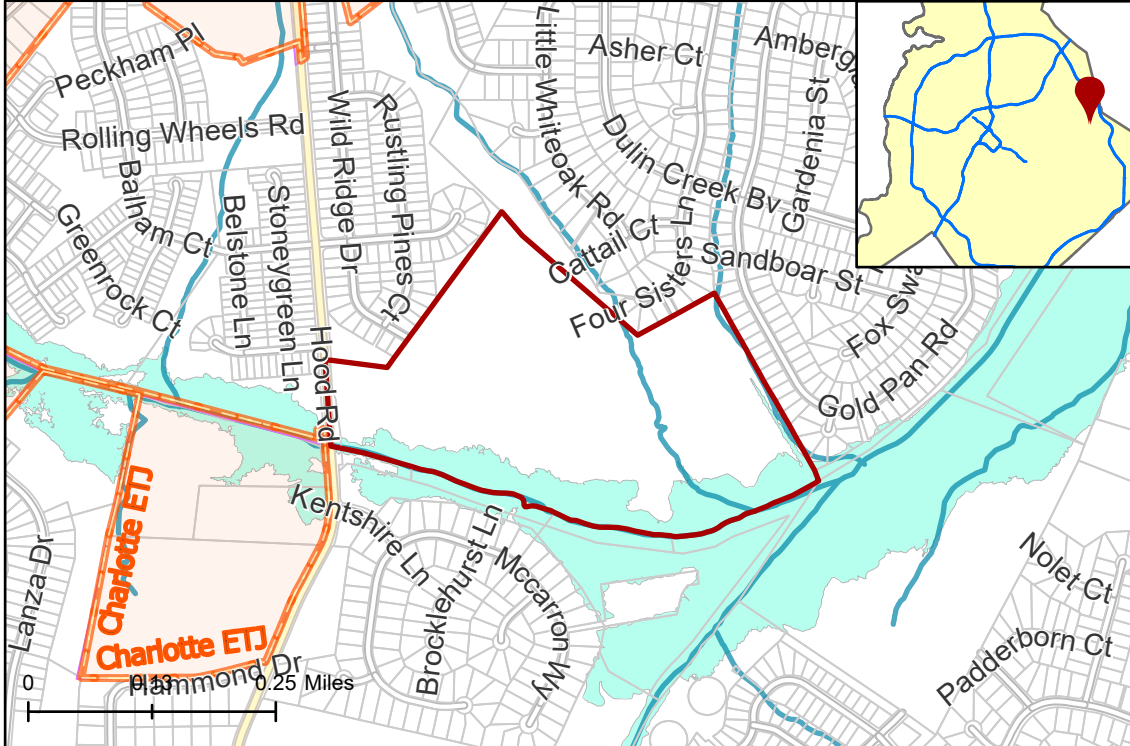 Peckham Pl
Rolling Wheels Rd
Balham Ct
Greenrock Ct
Belstone Ln
Stoneygreen Ln
Hood Rd
Wild Ridge Dr
Rustling Pines Ct
Little Whiteoak Rd
Asher Ct
Gardenia St
Dulin Creek Bv
Cattail Ct
Four Sisters Ln
Sandboar St
Fox Swa
Gold Pan Rd
Kentshire Ln
Brocklehurst Ln
Mccarron Wy
Lanza Dr
Charlotte ETJ
Charlotte ETJ
Hammond Dr
Nolet Ct
Padderborn Ct
0 0.13 0.25 Miles